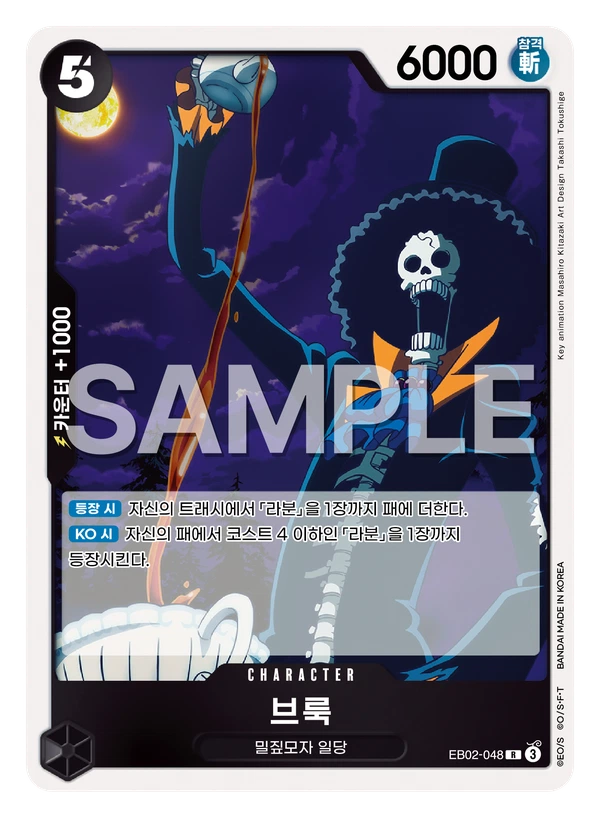 5
6000
참격
斬
Key animation Masahiro Kitazaki Art Design Takashi Tokushige
카운터 +1000
SAMPLE
등장 시 자신의 트래시에서 「라분」을 1장까지 패에 더한다.
KO 시 자신의 패에서 코스트 4 이하인 「라분」을 1장까지
등장시킨다.
CHARACTER
브룩
밀짚모자 일당
EB02-048 R 3
©EO/S ©O/S·F·T BANDAI MADE IN KOREA